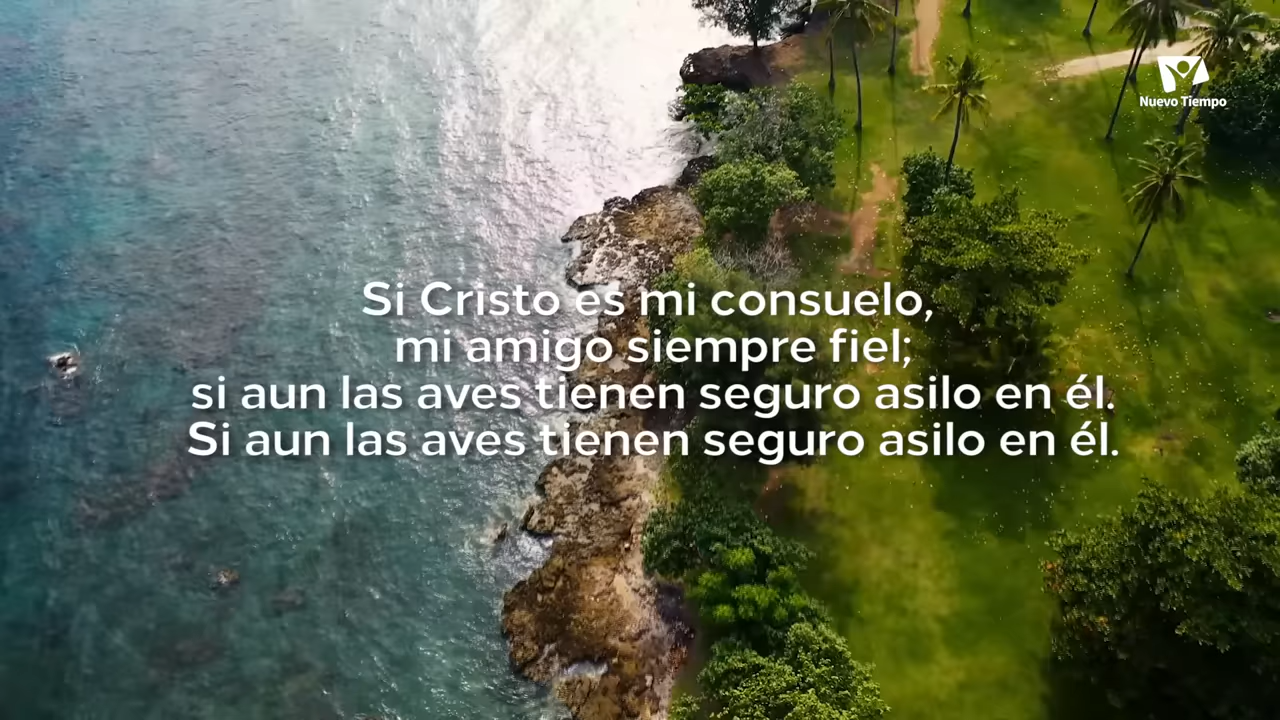 Nuevo Tiempo
Si Cristo es mi consuelo,
mi amigo siempre fiel;
si aun las aves tienen seguro asilo en él.
Si aun las aves tienen seguro asilo en él.